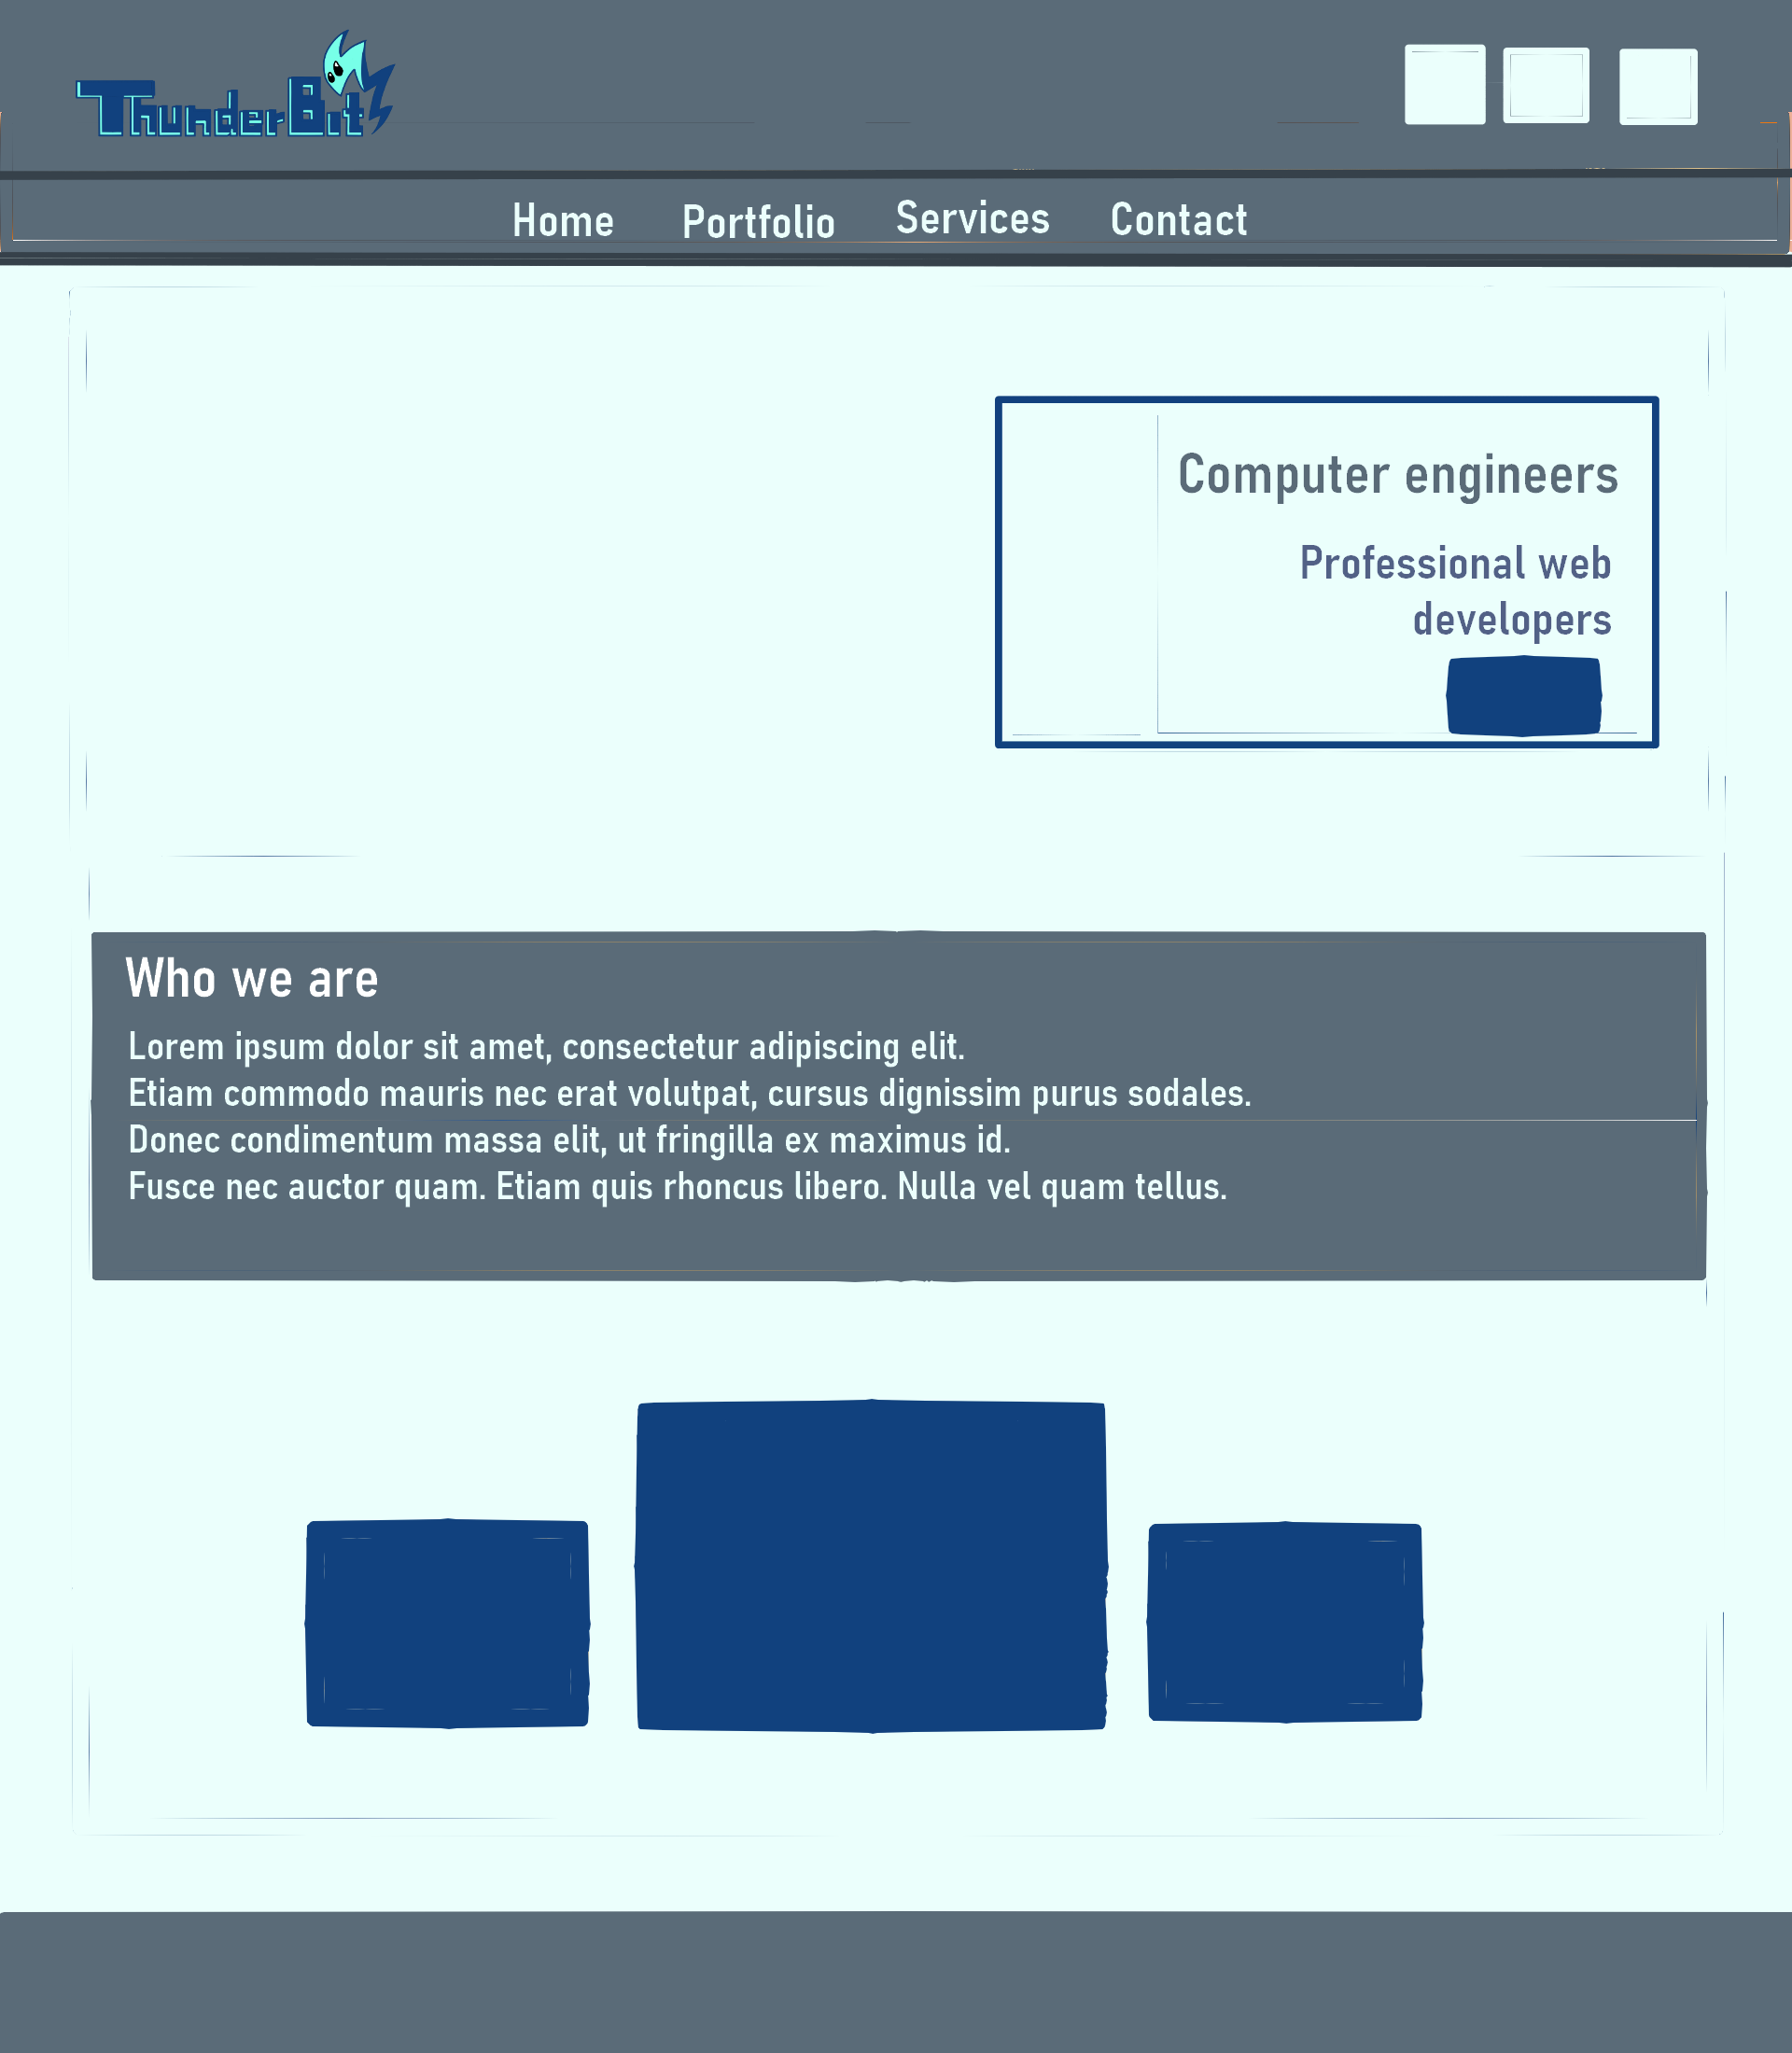 ThunderBit
Home Portfolio Services Contact
Computer engineers
Professional web
developers
Who we are
Lorem ipsum dolor sit amet, consectetur adipiscing elit.
Etiam commodo mauris nec erat volutpat, cursus dignissim purus sodales.
Donec condimentum massa elit, ut fringilla ex maximus id.
Fusce nec auctor quam. Etiam quis rhoncus libero. Nulla vel quam tellus.